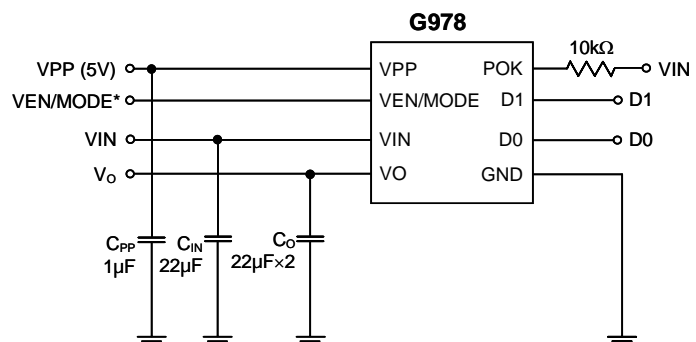 G978
10kΩ
VPP (5V)
VPP
POK
VIN
VEN/MODE*
VEN/MODE
D1
D1
VIN
VIN
D0
D0
VO
VO
GND
CPP
1µF
CIN
22µF
CO
22µF×2